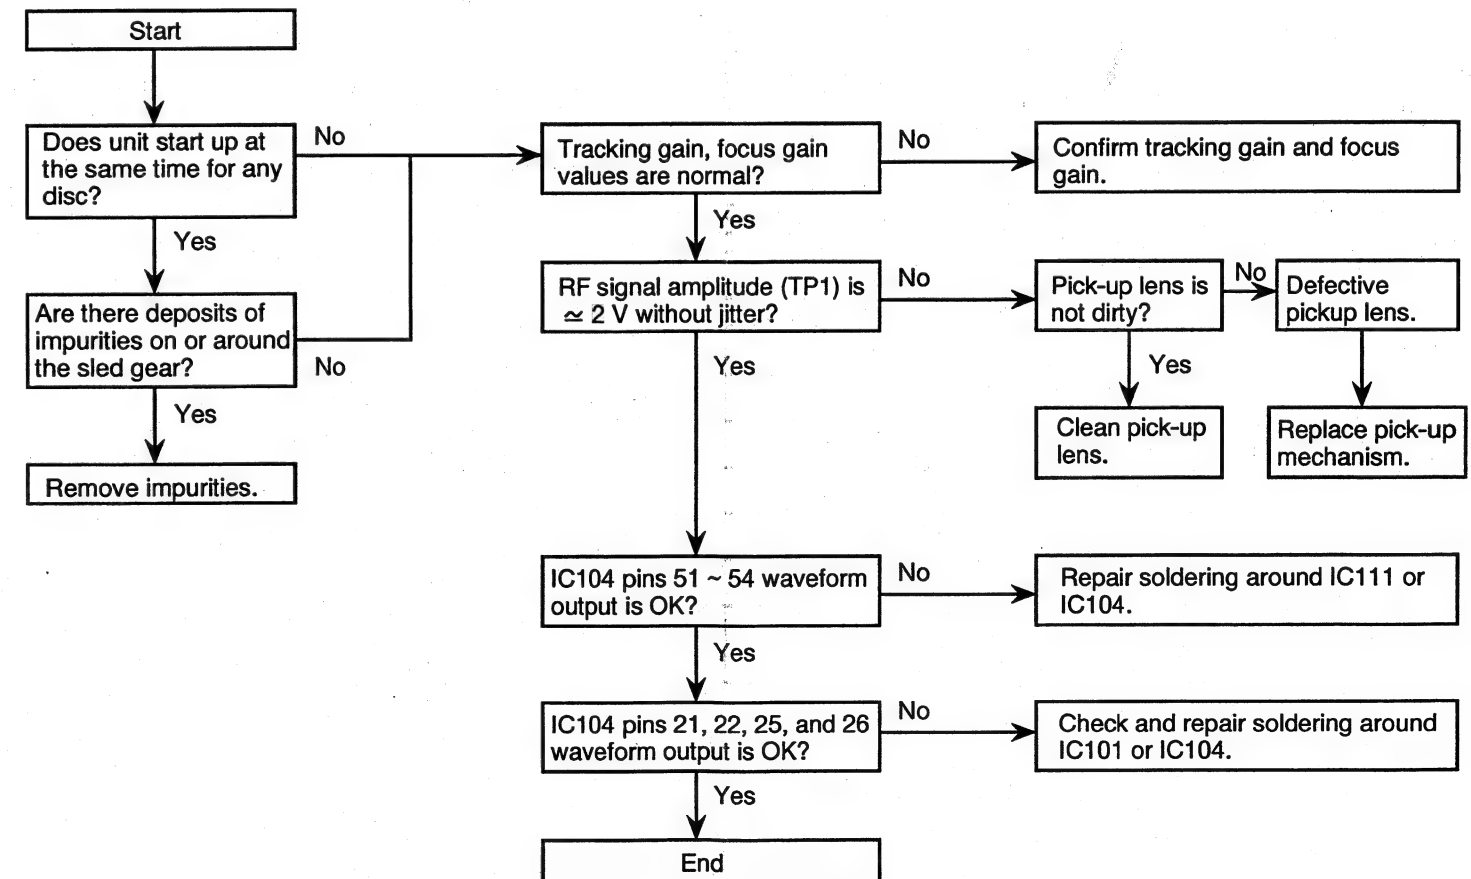 Start
Does unit start up at
the same time for any
disc?
No
Yes
Are there deposits of
impurities on or around
the sled gear?
No
Yes
Remove impurities.
Tracking gain, focus gain
values are normal?
No
Confirm tracking gain and focus
gain.
Yes
RF signal amplitude (TP1) is
≃ 2 V without jitter?
No
Pick-up lens is
not dirty?
No
Defective
pickup lens.
Yes
Clean pick-up
lens.
Replace pick-up
mechanism.
Yes
IC104 pins 51 ~ 54 waveform
output is OK?
No
Repair soldering around IC111 or
IC104.
Yes
IC104 pins 21, 22, 25, and 26
waveform output is OK?
No
Check and repair soldering around
IC101 or IC104.
Yes
End